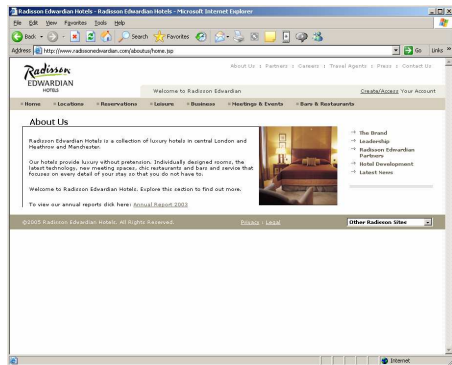 Radisson Edwardian Hotels - Radisson Edwardian Hotels - Microsoft Internet Explorer
File Edit View Favorites Tools Help
Back Search Favorites
Address http://www.radissonedwardian.com/aboutus/home.jsp Go Links »
About Us Partners Careers Travel Agents Press Contact Us
Radisson
EDWARDIAN
HOTELS
Welcome to Radisson Edwardian Create/Access Your Account
Home Locations Reservations Leisure Business Meetings & Events Bars & Restaurants
About Us
Radisson Edwardian Hotels is a collection of luxury hotels in central London and
Heathrow and Manchester.
Our hotels provide luxury without pretension. Individually designed rooms, the
latest technology, new meeting spaces, chic restaurants and bars and service that
focuses on every detail of your stay so that you do not have to.
Welcome to Radisson Edwardian Hotels. Explore this section to find out more.
To view our annual reports click here: Annual Report 2003
→ The Brand
→ Leadership
→ Radisson Edwardian
Partners
→ Hotel Development
→ Latest News
©2005 Radisson Edwardian Hotels. All Rights Reserved. Privacy - Legal Other Radisson Sites
Internet